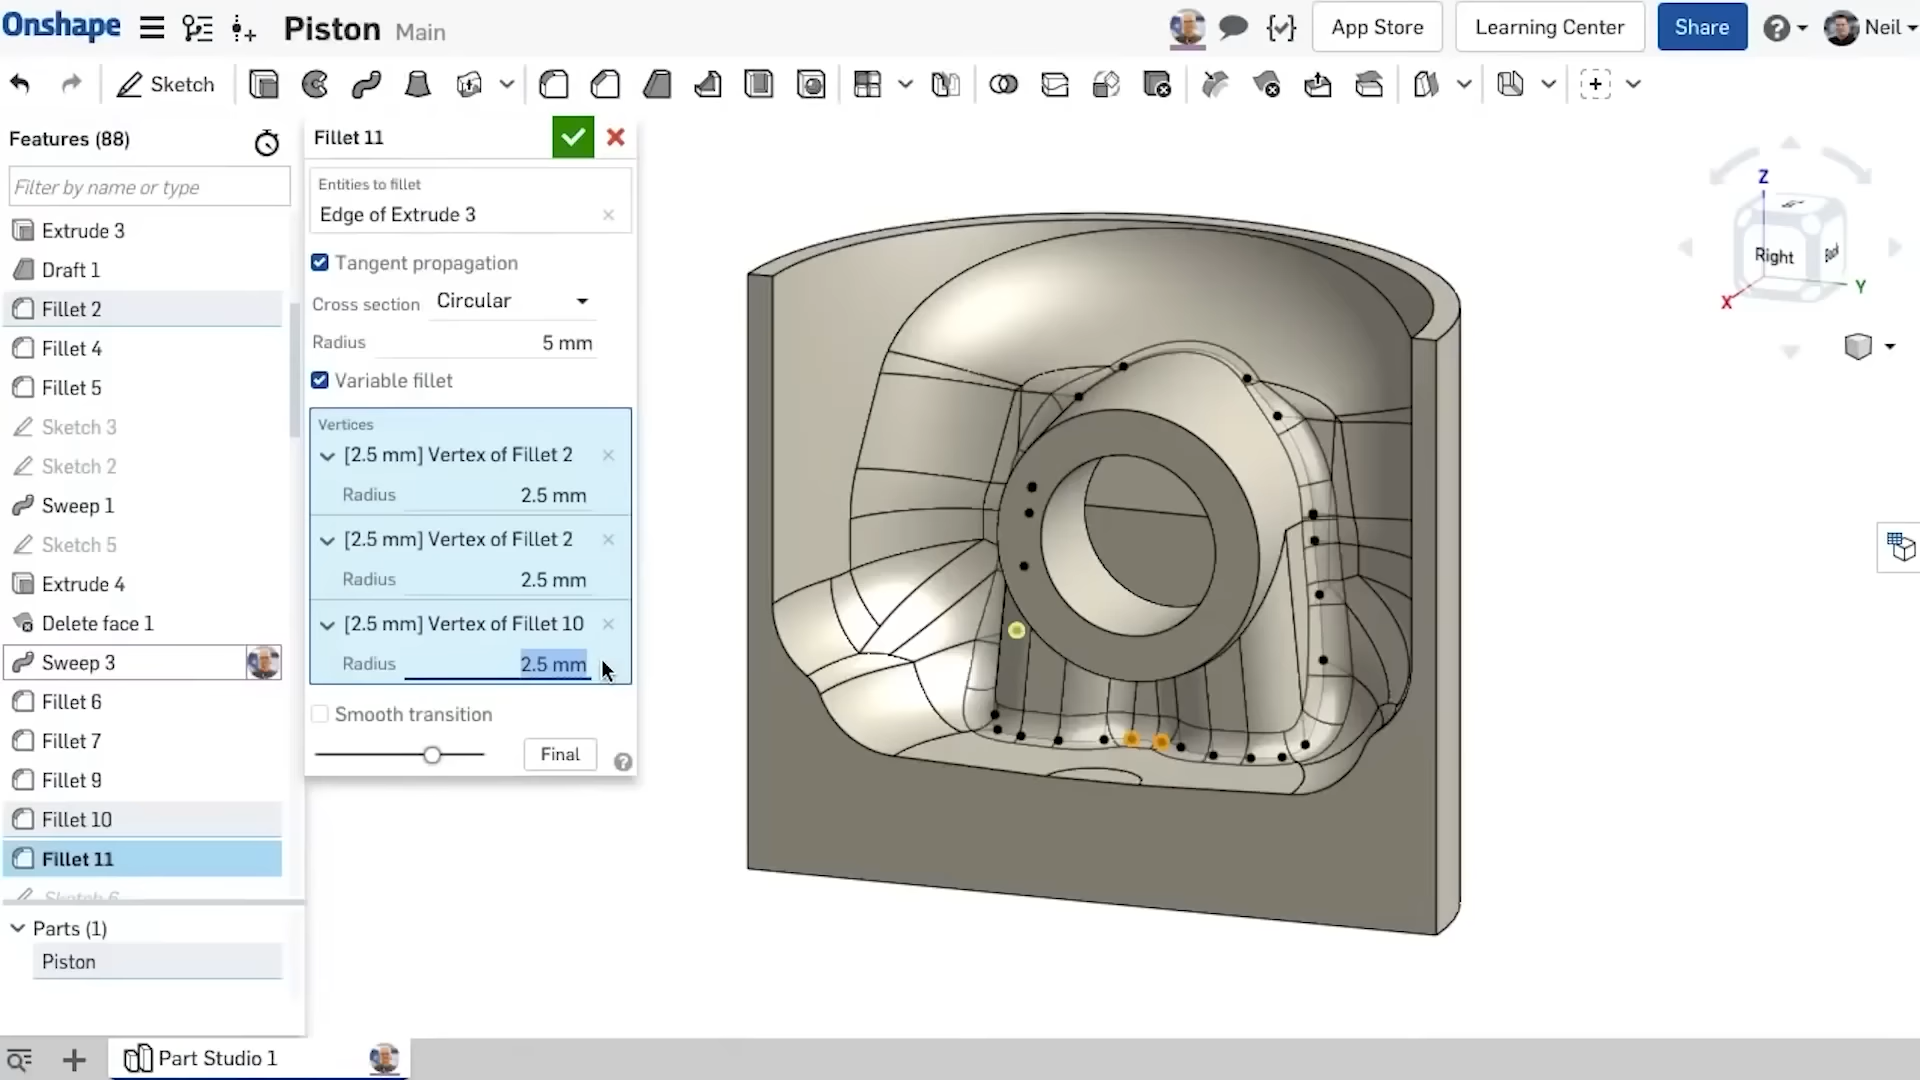 Onshape
Piston Main
App Store
Learning Center
Share
Neil
Sketch
Features (88)
Filter by name or type
Extrude 3
Draft 1
Fillet 2
Fillet 4
Fillet 5
Sketch 3
Sketch 2
Sweep 1
Sketch 5
Extrude 4
Delete face 1
Sweep 3
Fillet 6
Fillet 7
Fillet 9
Fillet 10
Fillet 11
Sketch 6
Parts (1)
Piston
Fillet 11
Entities to fillet
Edge of Extrude 3
Tangent propagation
Cross section Circular
Radius 5 mm
Variable fillet
Vertices
[2.5 mm] Vertex of Fillet 2
Radius 2.5 mm
[2.5 mm] Vertex of Fillet 2
Radius 2.5 mm
[2.5 mm] Vertex of Fillet 10
Radius 2.5 mm
Smooth transition
Final
Z
Right
Back
X
Y
Part Studio 1